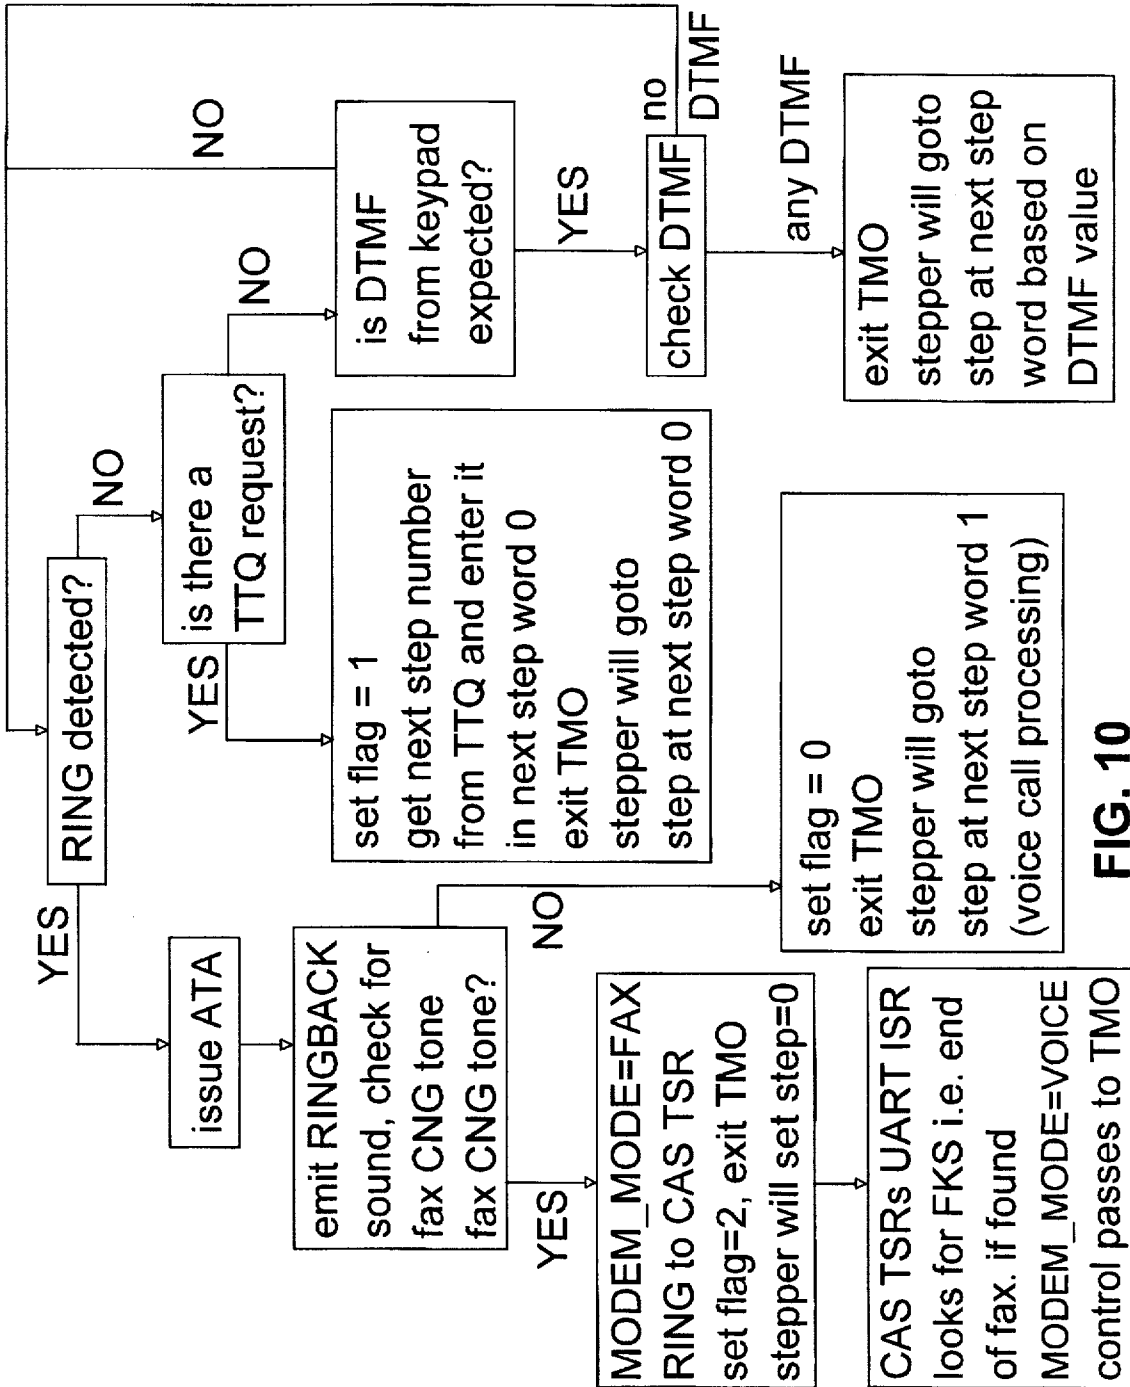 RING detected?
YES
NO
issue ATA
is there a
TTQ request?
YES
NO
emit RINGBACK
sound, check for
fax CNG tone
fax CNG tone?
YES
NO
set flag = 1
get next step number
from TTQ and enter it
in next step word 0
exit TMO
stepper will goto
step at next step word 0
is DTMF
from keypad
expected?
NO
YES
check DTMF
no
DTMF
any DTMF
MODEM_MODE=FAX
RING to CAS TSR
set flag=2, exit TMO
stepper will set step=0
set flag = 0
exit TMO
stepper will goto
step at next step word 1
(voice call processing)
exit TMO
stepper will goto
step at next step
word based on
DTMF value
CAS TSRs UART ISR
looks for FKS i.e. end
of fax. if found
MODEM_MODE=VOICE
control passes to TMO
FIG. 10